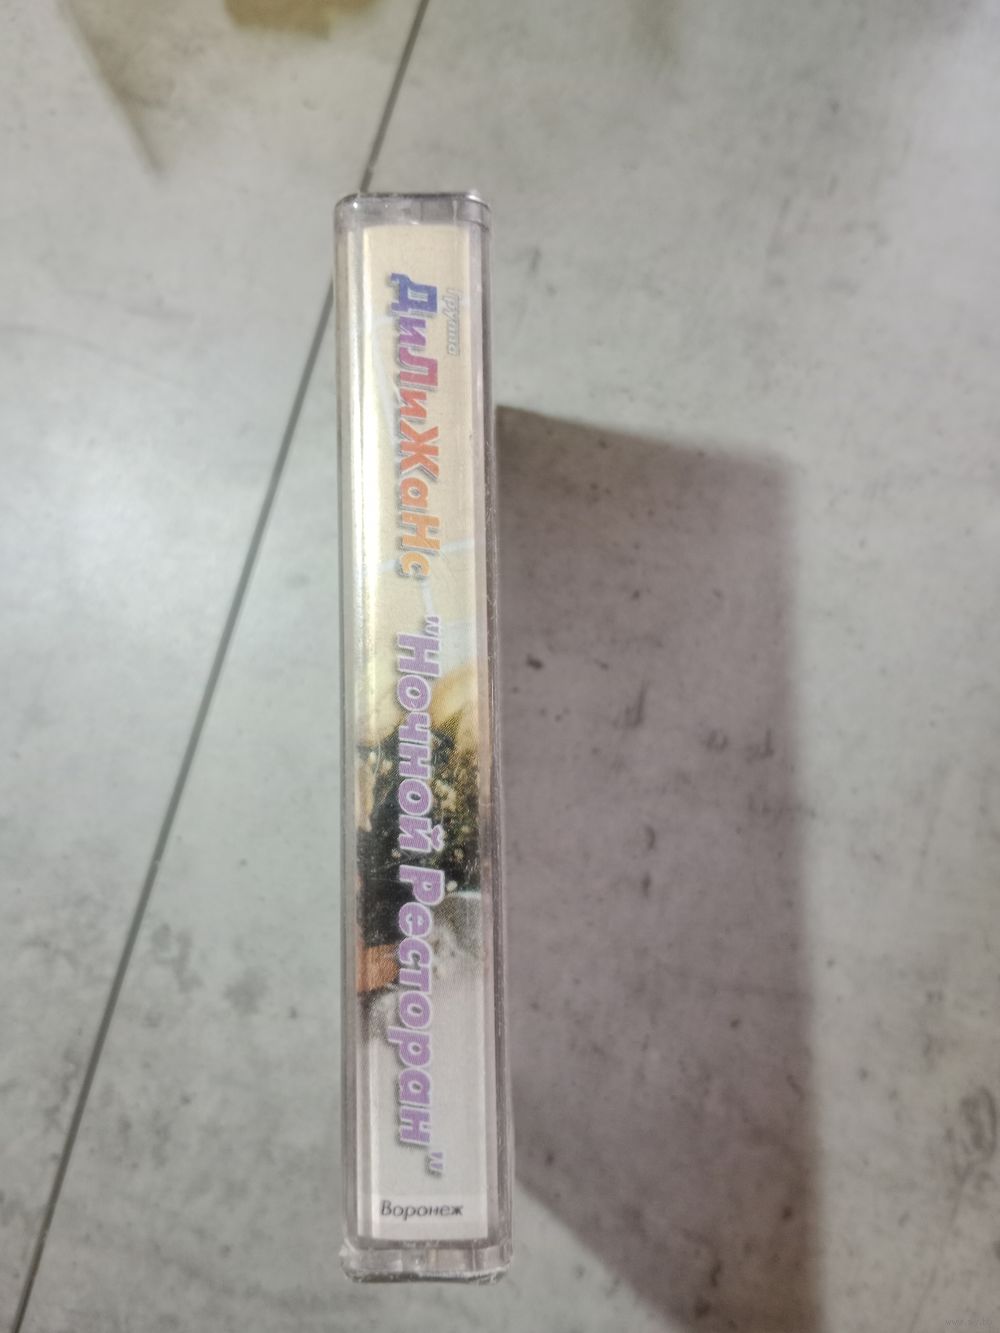 группа
ДиЛиЖаНс "Ночной Ресторан"
Воронеж